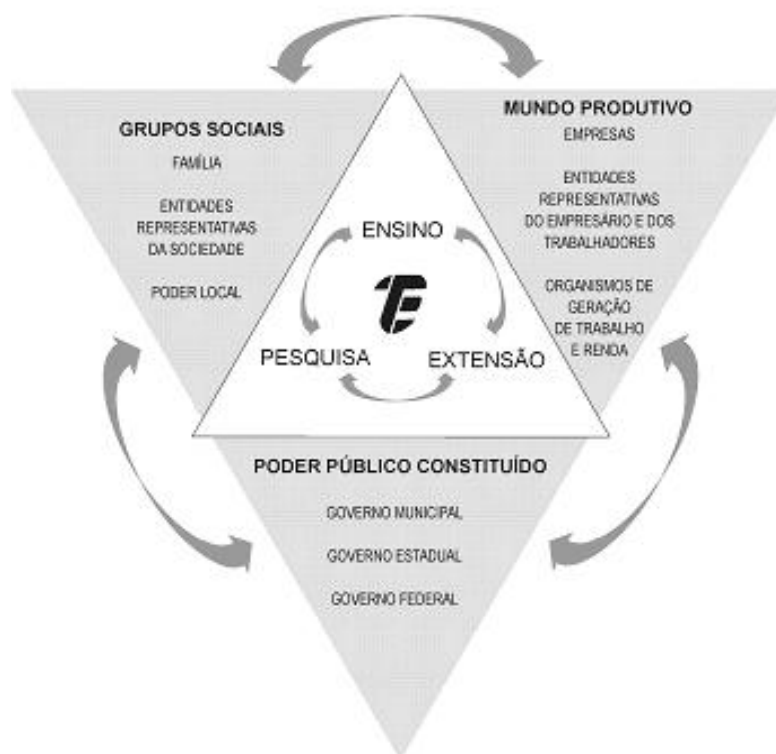 GRUPOS SOCIAIS
FAMÍLIA
ENTIDADES
REPRESENTATIVAS
DA SOCIEDADE
PODER LOCAL
MUNDO PRODUTIVO
EMPRESAS
ENTIDADES
REPRESENTATIVAS
DO EMPRESÁRIO E DOS
TRABALHADORES
ORGANISMOS DE
GERAÇÃO
DE TRABALHO
E RENDA
ENSINO
PESQUISA
EXTENSÃO
PODER PÚBLICO CONSTITUÍDO
GOVERNO MUNICIPAL
GOVERNO ESTADUAL
GOVERNO FEDERAL